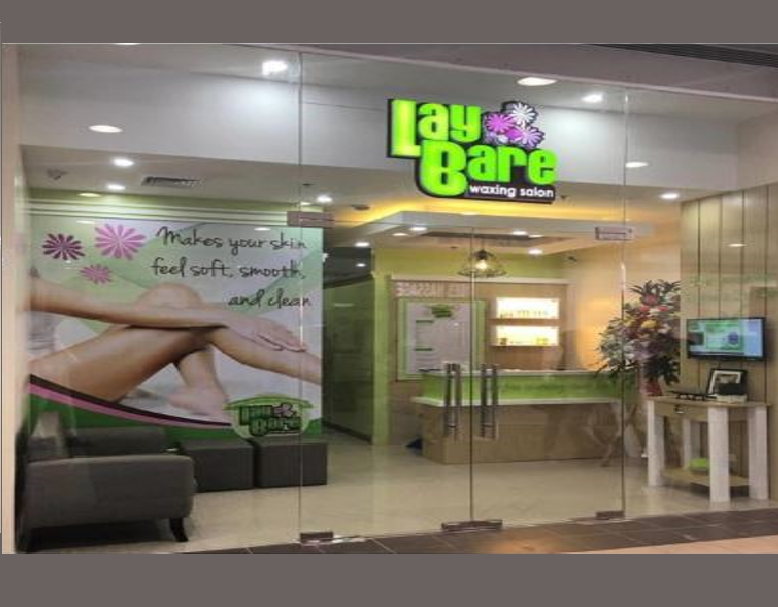 Lay
Bare
waxing salon
Makes your skin
feel soft, smooth,
and clean
Lay
Bare